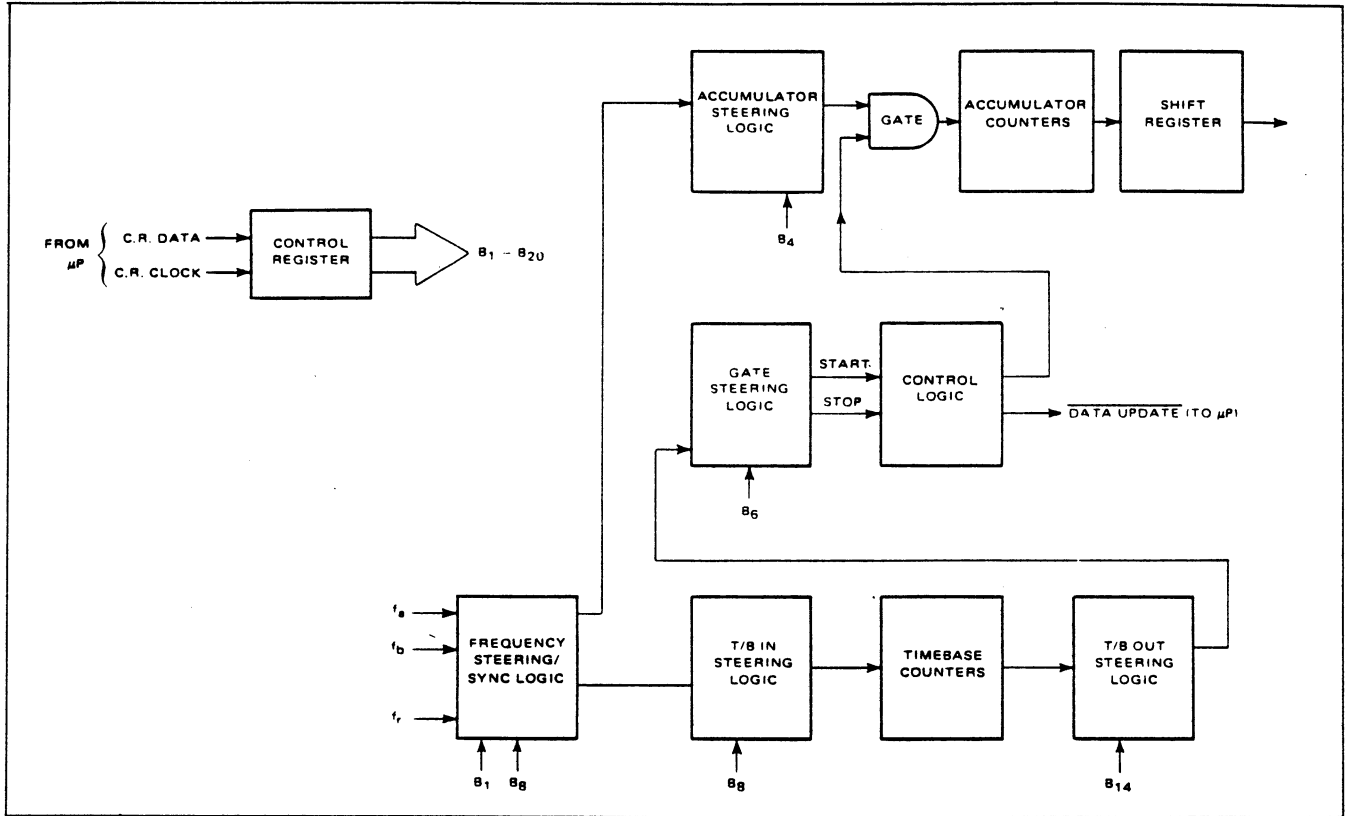 ACCUMULATOR
STEERING
LOGIC
GATE
ACCUMULATOR
COUNTERS
SHIFT
REGISTER
B4
FROM
μP
C.R. DATA
C.R. CLOCK
CONTROL
REGISTER
B1 – B20
GATE
STEERING
LOGIC
START
STOP
CONTROL
LOGIC
DATA UPDATE (TO μP)
B6
fa
fb
fr
FREQUENCY
STEERING/
SYNC LOGIC
B1
B8
T/B IN
STEERING
LOGIC
B8
TIMEBASE
COUNTERS
T/B OUT
STEERING
LOGIC
B14